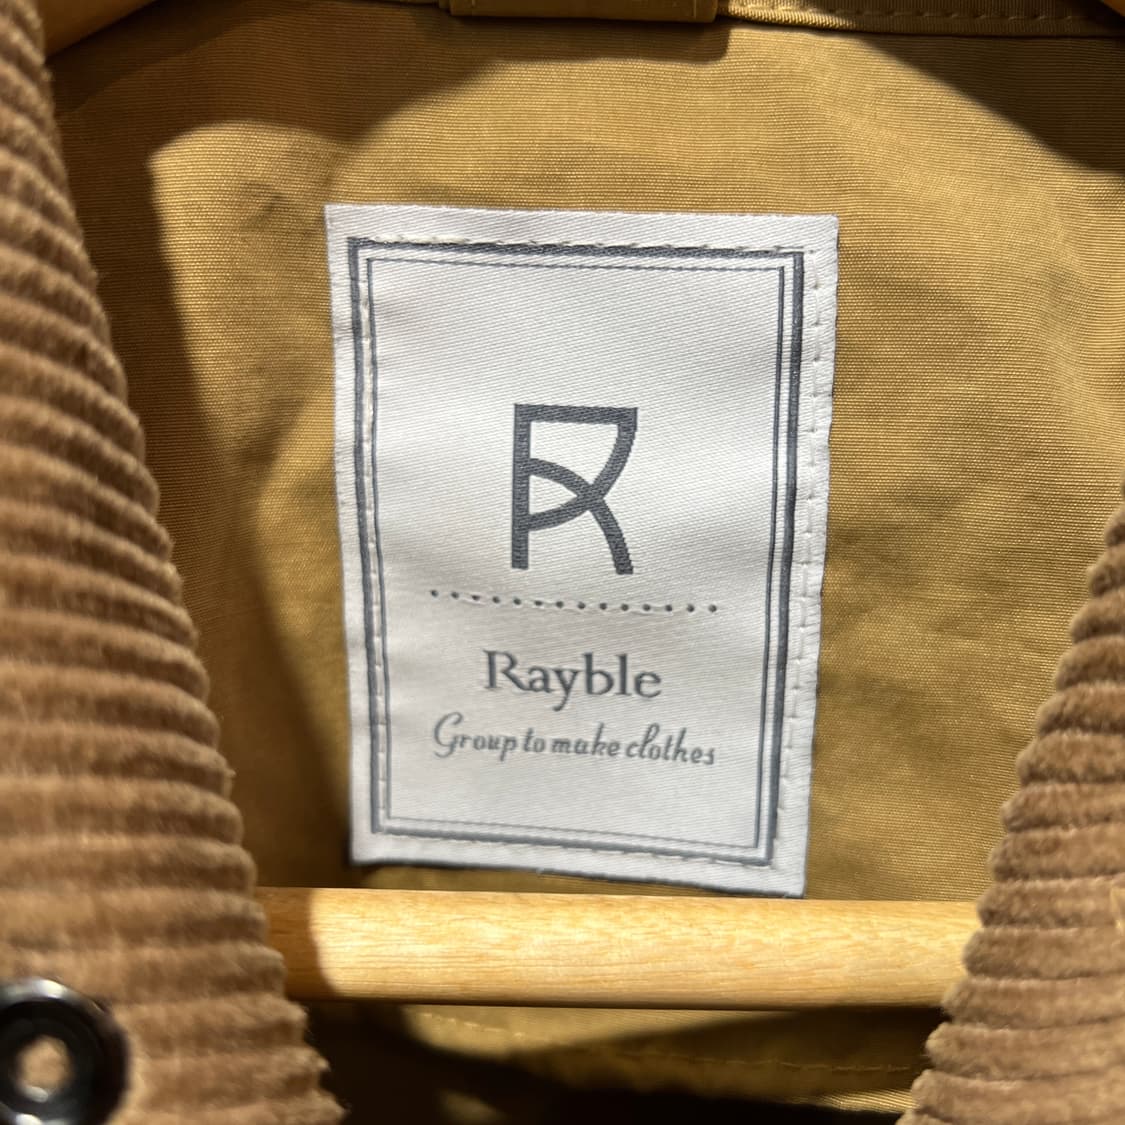 R
Rayble
Group to make clothes